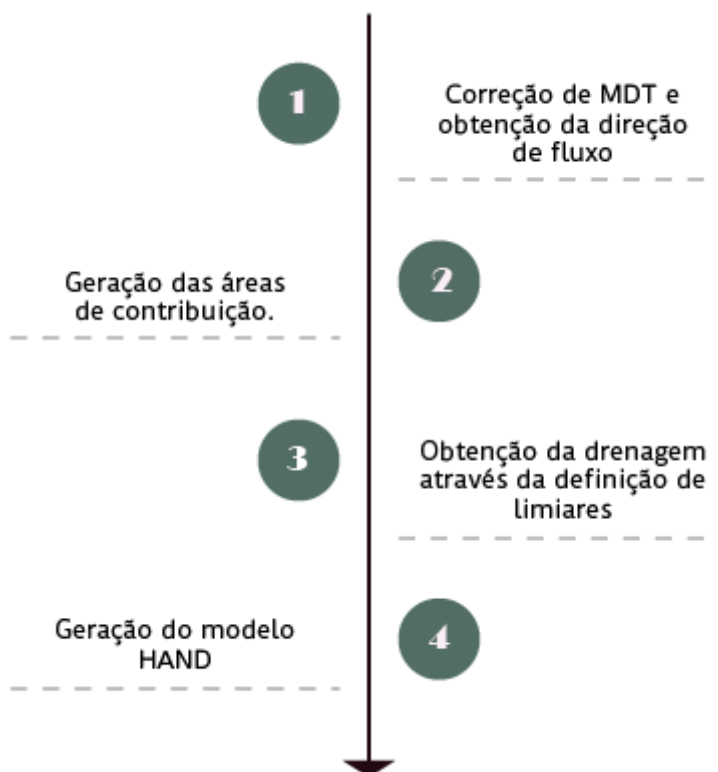 1
Correção de MDT e
obtenção da direção
de fluxo
2
Geração das áreas
de contribuição.
3
Obtenção da drenagem
através da definição de
limiares
4
Geração do modelo
HAND